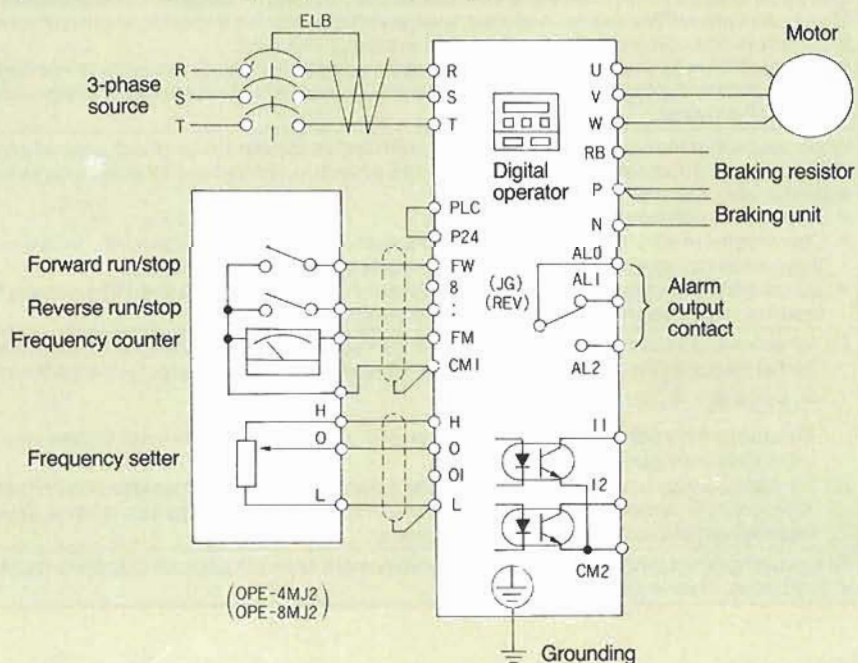 ELB
3-phase
source
R
S
T
R
S
T
Digital
operator
U
V
W
RB
P
N
Motor
Braking resistor
Braking unit
PLC
P24
FW
8
:
FM
CM1
H
O
OI
L
Forward run/stop
Reverse run/stop
Frequency counter
Frequency setter
H
O
L
(JG)
(REV)
AL0
AL1
AL2
Alarm
output
contact
I1
I2
CM2
(OPE-4MJ2
OPE-8MJ2)
Grounding